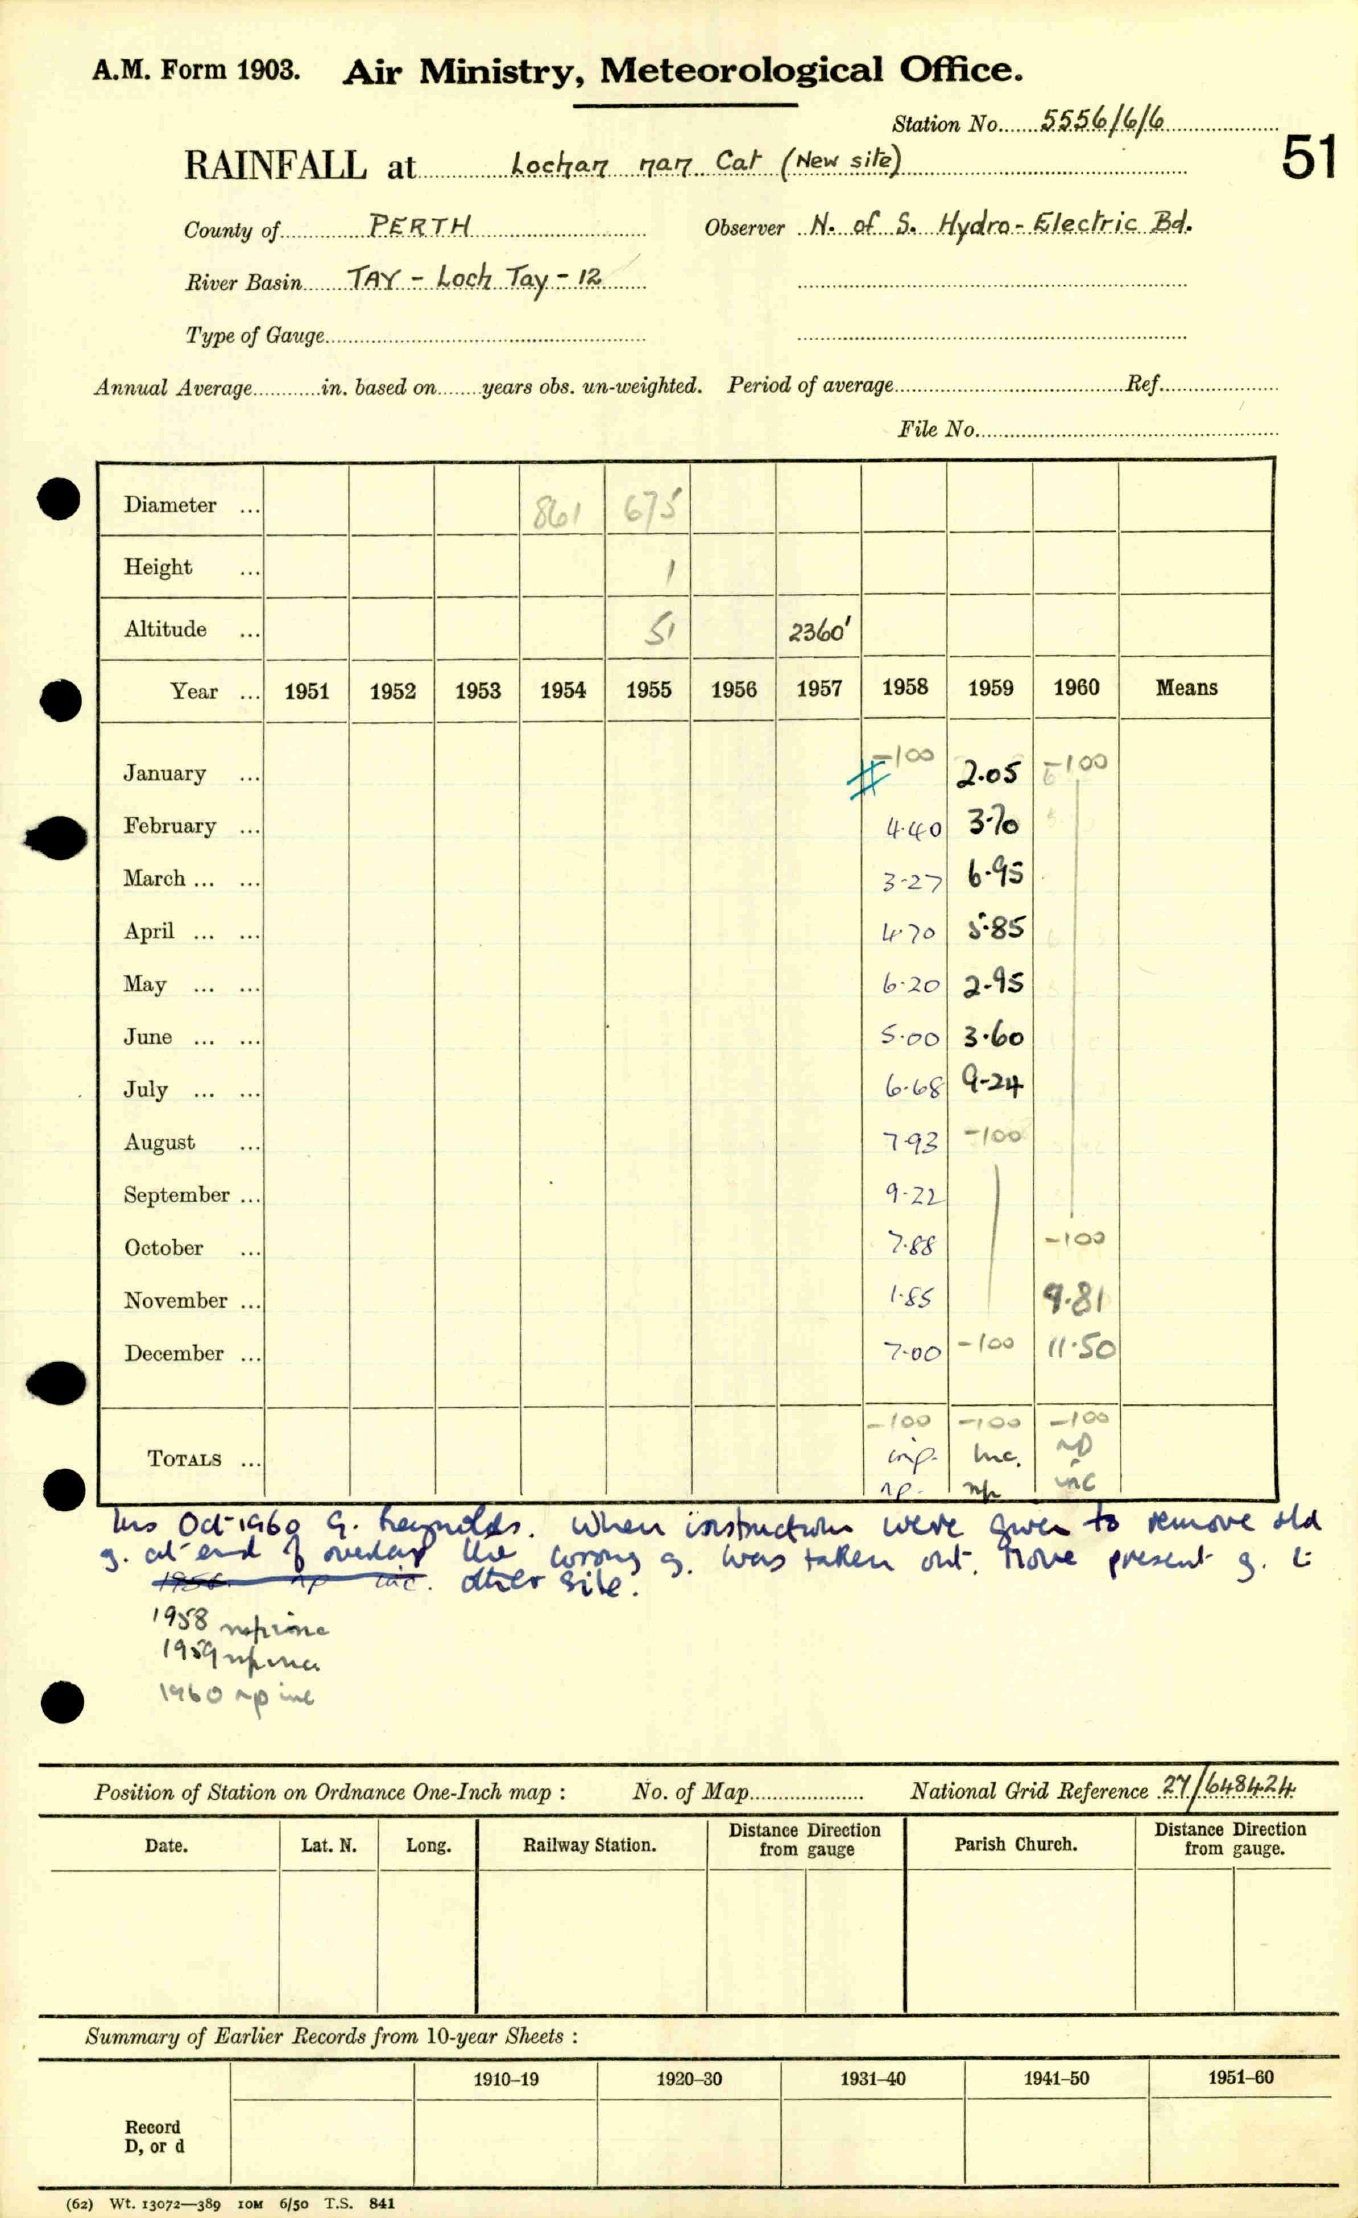 A.M. Form 1903. Air Ministry, Meteorological Office.
Station No. 5556/6/6
51
RAINFALL at Lochan nan Cat (New site)
County of PERTH Observer N. of S. Hydro-Electric Bd.
River Basin TAY - Loch Tay - 12
Type of Gauge
Annual Average in. based on years obs. un-weighted. Period of average Ref.
File No.
Diameter ... 861 675
Height ... 1
Altitude ... 51 2360'
Year ... 1951 1952 1953 1954 1955 1956 1957 1958 1959 1960 Means
January ... -100 2.05 -100
February ... 4.40 3.70
March ... ... 3.27 6.95
April ... ... 4.70 5.85
May ... ... 6.20 2.95
June ... ... 5.00 3.60
July ... ... 6.68 9.24
August ... 7.93 -100
September ... 9.22
October ... 7.88 -100
November ... 1.85 9.81
December ... 7.00 -100 11.50
-100 -100 -100
TOTALS ... inc. np
np. np inc
Ins Oct 1960 G. Reynolds. When instructions were given to remove old
g. at end of overlap the wrong g. was taken out. Move present g. to
1958 np inc. other site.
1958 np inc
1959 np inc
1960 np inc
Position of Station on Ordnance One-Inch map : No. of Map National Grid Reference 27/648424
Date. Lat. N. Long. Railway Station. Distance Direction from gauge Parish Church. Distance Direction from gauge.
Summary of Earlier Records from 10-year Sheets :
1910–19 1920–30 1931–40 1941–50 1951–60
Record
D, or d
(62) Wt. 13072—389 10M 6/50 T.S. 841